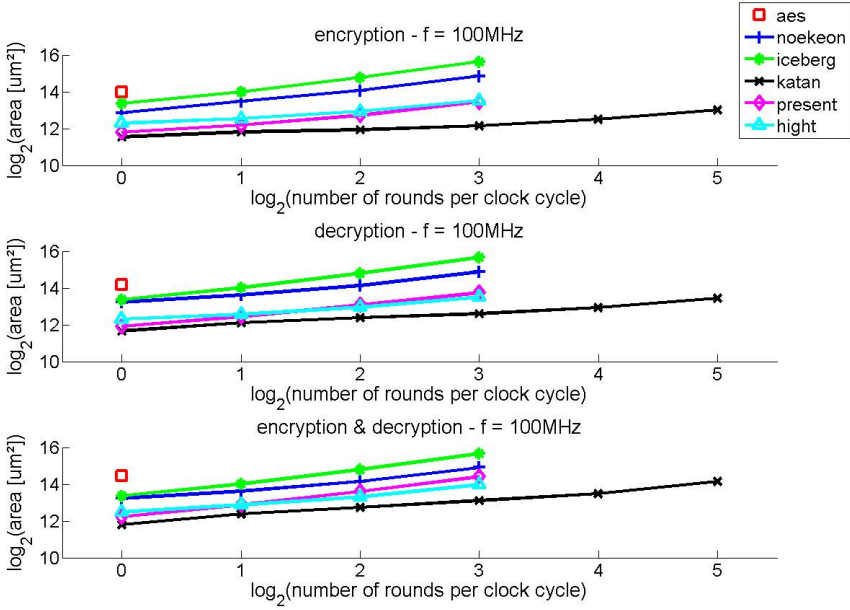 encryption - f = 100MHz
log2(area [um²])
16
14
12
10
0 1 2 3 4 5
log2(number of rounds per clock cycle)
aes
noekeon
iceberg
katan
present
hight
decryption - f = 100MHz
log2(area [um²])
16
14
12
10
0 1 2 3 4 5
log2(number of rounds per clock cycle)
encryption & decryption - f = 100MHz
log2(area [um²])
16
14
12
10
0 1 2 3 4 5
log2(number of rounds per clock cycle)